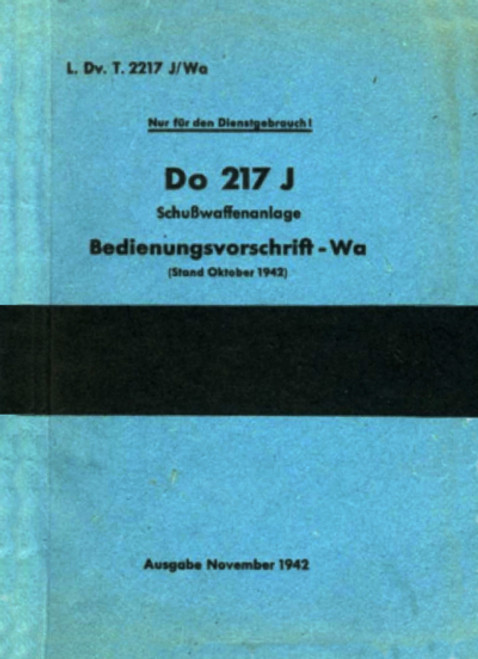 L. Dv. T. 2217 J/Wa
Nur für den Dienstgebrauch!
Do 217 J
Schußwaffenanlage
Bedienungsvorschrift-Wa
(Stand Oktober 1942)
Ausgabe November 1942